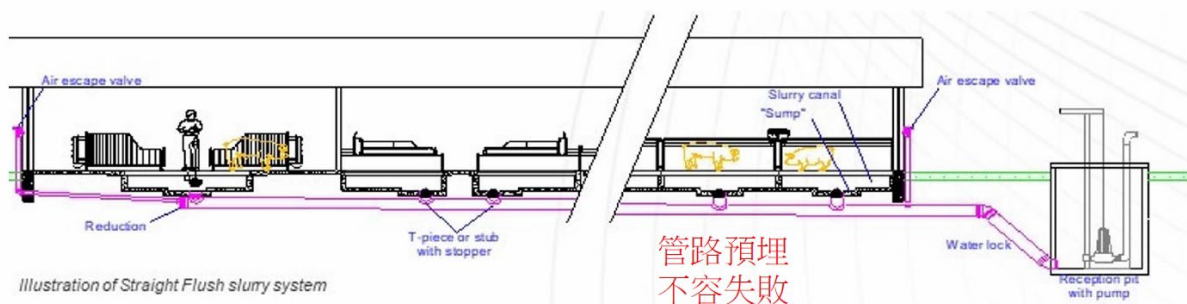 Air escape valve
Air escape valve
Slurry canal
"Sump"
Reduction
T-piece or stub
with stopper
管路預埋
不容失敗
Water lock
Reception pit
with pump
Illustration of Straight Flush slurry system